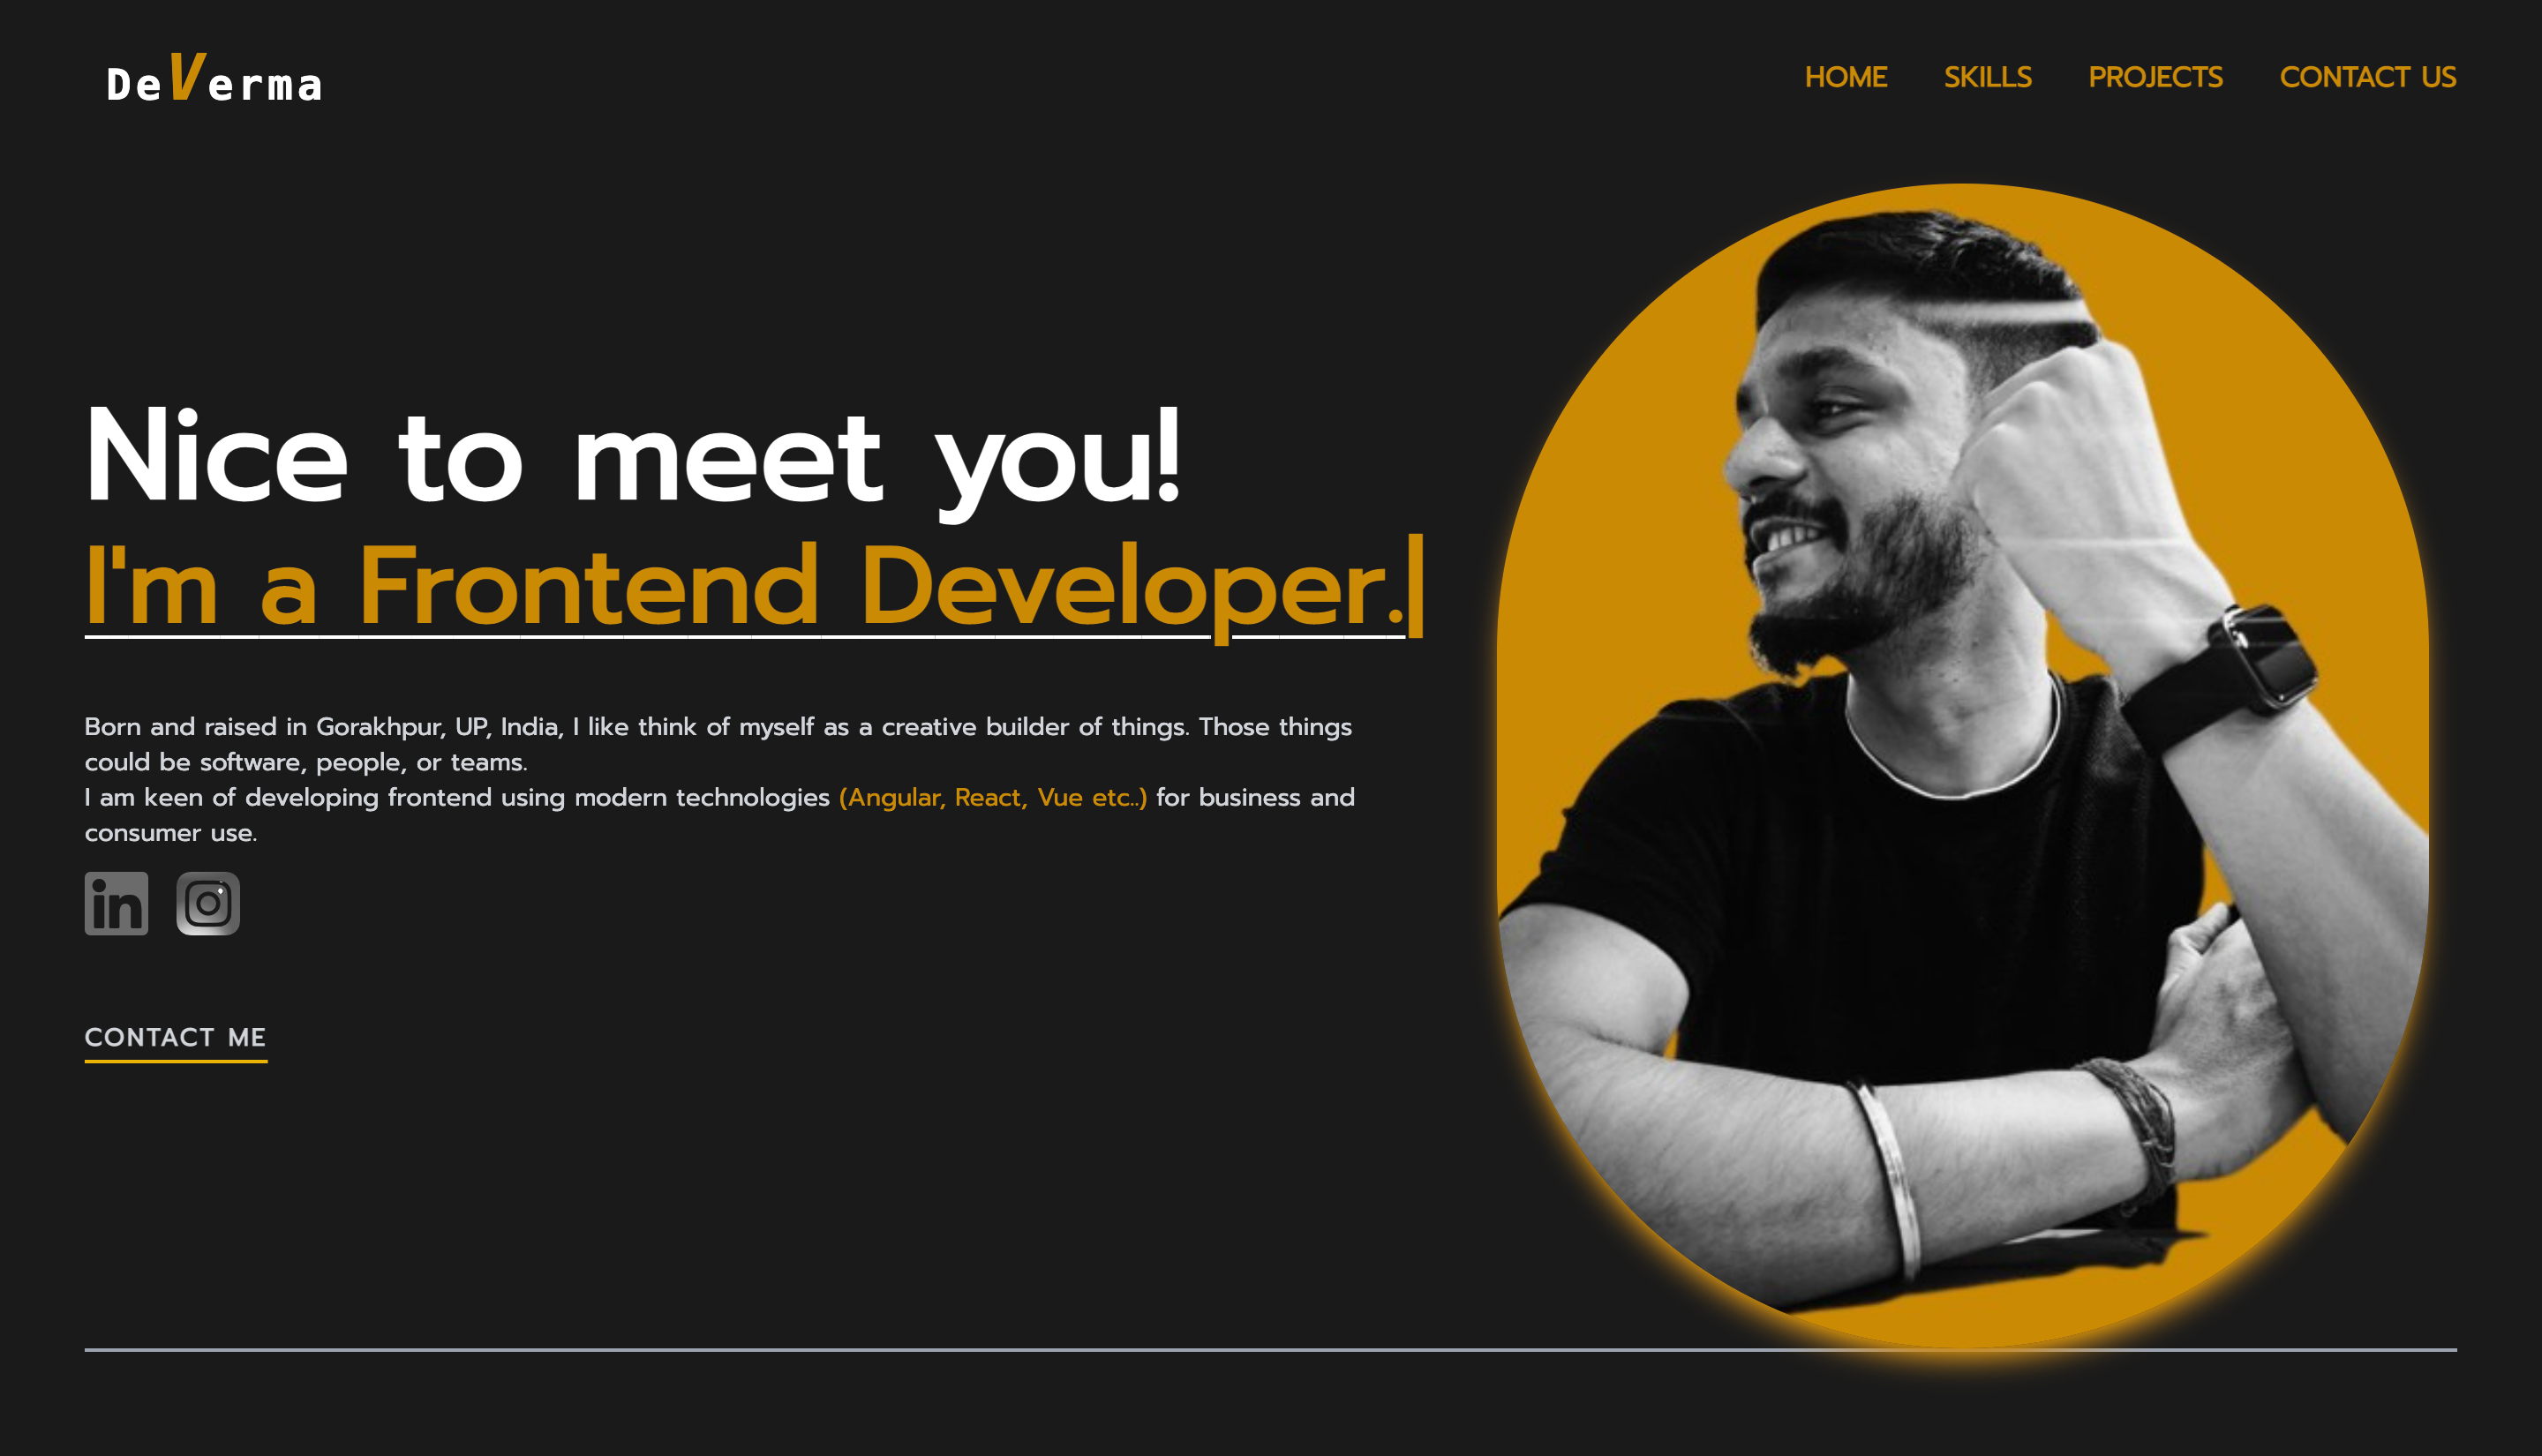 DeVerma
HOME SKILLS PROJECTS CONTACT US
Nice to meet you!
I'm a Frontend Developer.|
Born and raised in Gorakhpur, UP, India, I like think of myself as a creative builder of things. Those things
could be software, people, or teams.
I am keen of developing frontend using modern technologies (Angular, React, Vue etc..) for business and
consumer use.
in
CONTACT ME